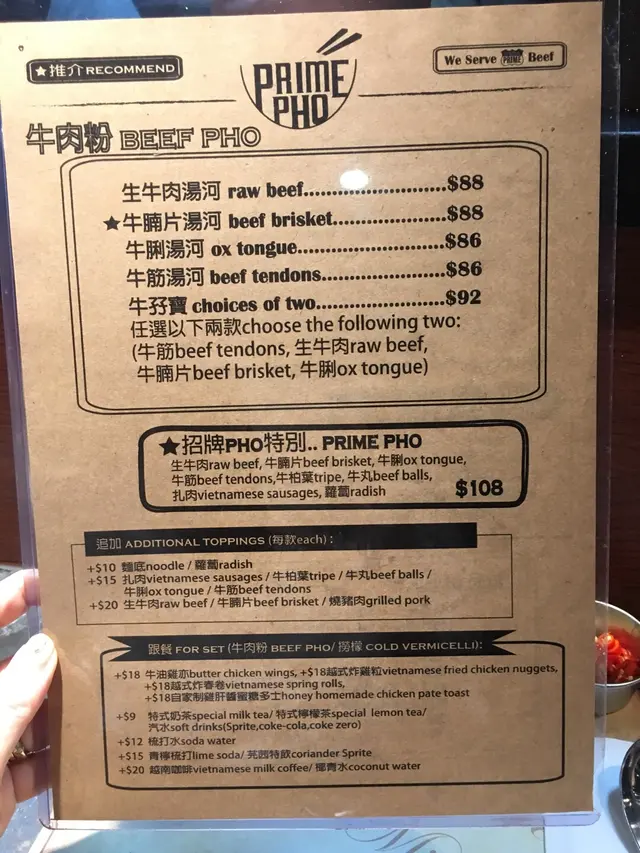 ★推介 RECOMMEND
PRIME
PHO
We Serve PRIME Beef
牛肉粉 BEEF PHO
生牛肉湯河 raw beef..........................$88
★牛腩片湯河 beef brisket.....................$88
牛脷湯河 ox tongue...........................$86
牛筋湯河 beef tendons.......................$86
牛孖寶 choices of two........................$92
任選以下兩款choose the following two:
(牛筋beef tendons, 生牛肉raw beef,
牛腩片beef brisket, 牛脷ox tongue)
★招牌PHO特別.. PRIME PHO
生牛肉raw beef, 牛腩片beef brisket, 牛脷ox tongue,
牛筋beef tendons,牛柏葉tripe, 牛丸beef balls,
扎肉vietnamese sausages, 蘿蔔radish
$108
追加 ADDITIONAL TOPPINGS (每款each) :
+$10 麵底noodle / 蘿蔔radish
+$15 扎肉vietnamese sausages / 牛柏葉tripe / 牛丸beef balls /
牛脷ox tongue / 牛筋beef tendons
+$20 生牛肉raw beef / 牛腩片beef brisket / 燒豬肉grilled pork
跟餐 FOR SET (牛肉粉 BEEF PHO/ 撈檬 COLD VERMICELLI):
+$18 牛油雞亦butter chicken wings, +$18越式炸雞粒vietnamese fried chicken nuggets,
+$18越式炸春卷vietnamese spring rolls,
+$18自家制雞肝醬蜜糖多士honey homemade chicken pate toast
+$9 特式奶茶special milk tea/ 特式檸茶special lemon tea/
汽水soft drinks(Sprite,coke-cola,coke zero)
+$12 梳打水soda water
+$15 青檸梳打lime soda/ 芫茜特飲coriander Sprite
+$20 越南咖啡vietnamese milk coffee/ 椰青水coconut water